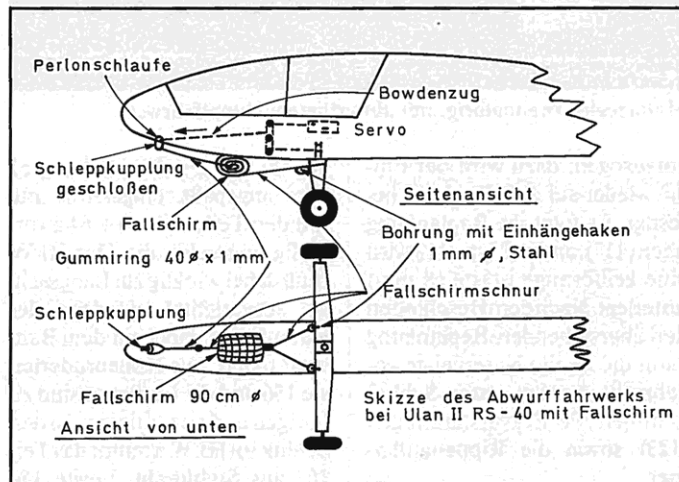 Perlonschlaufe
Bowdenzug
Servo
Schleppkupplung
geschloßen
Seitenansicht
Fallschirm
Bohrung mit Einhängehaken
1 mm ø, Stahl
Gummiring 40 ø x 1 mm
Fallschirmschnur
Schleppkupplung
Fallschirm 90 cm ø
Ansicht von unten
Skizze des Abwurffahrwerks
bei Ulan II RS-40 mit Fallschirm